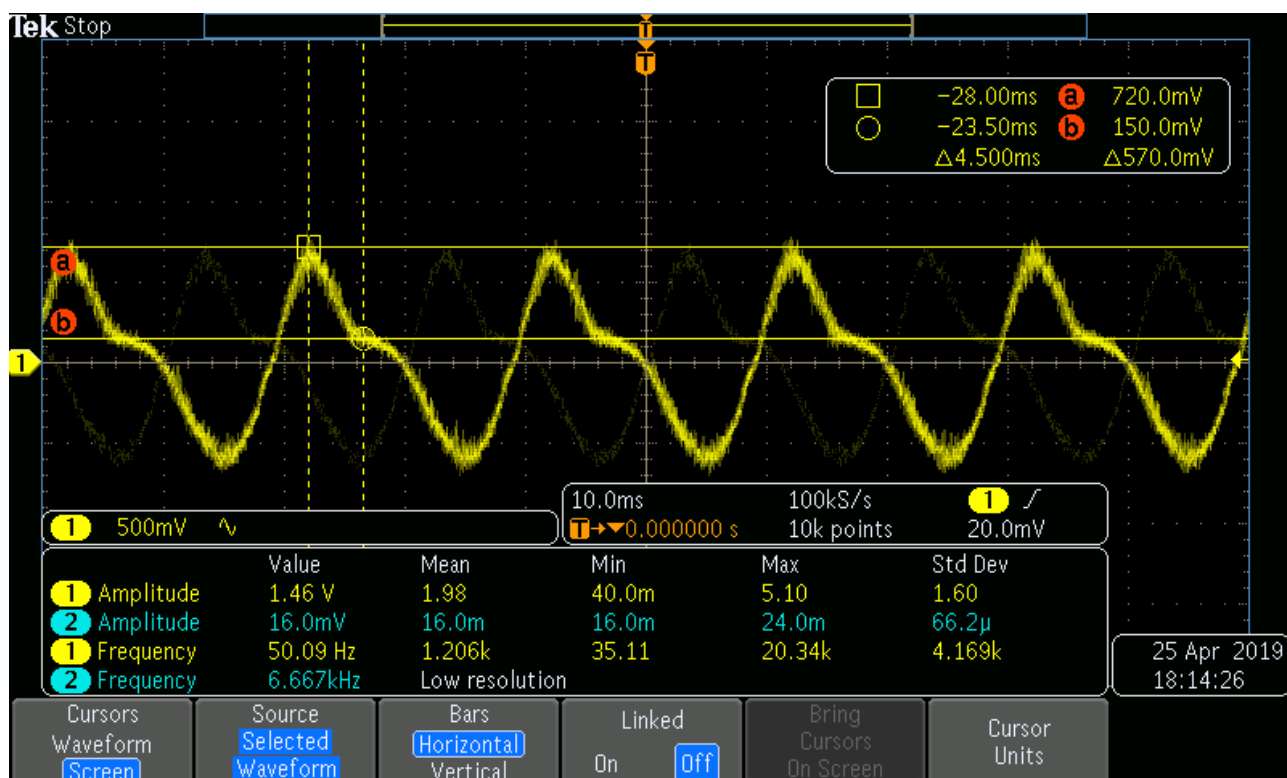 Tek Stop
T
T
a -28.00ms 720.0mV
b -23.50ms 150.0mV
Δ4.500ms Δ570.0mV
a
b
1
1 500mV
10.0ms 100kS/s 1
T→▼0.000000 s 10k points 20.0mV
Value Mean Min Max Std Dev
1 Amplitude 1.46 V 1.98 40.0m 5.10 1.60
2 Amplitude 16.0mV 16.0m 16.0m 24.0m 66.2µ
1 Frequency 50.09 Hz 1.206k 35.11 20.34k 4.169k
2 Frequency 6.667kHz Low resolution
25 Apr 2019
18:14:26
Cursors
Waveform
Screen
Source
Selected
Waveform
Bars
Horizontal
Vertical
Linked
On Off
Bring
Cursors
On Screen
Cursor
Units